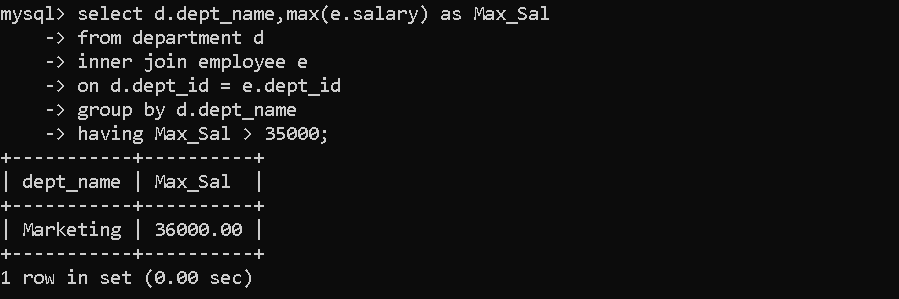 mysql> select d.dept_name,max(e.salary) as Max_Sal
    -> from department d
    -> inner join employee e
    -> on d.dept_id = e.dept_id
    -> group by d.dept_name
    -> having Max_Sal > 35000;
+-----------+----------+
| dept_name | Max_Sal  |
+-----------+----------+
| Marketing | 36000.00 |
+-----------+----------+
1 row in set (0.00 sec)